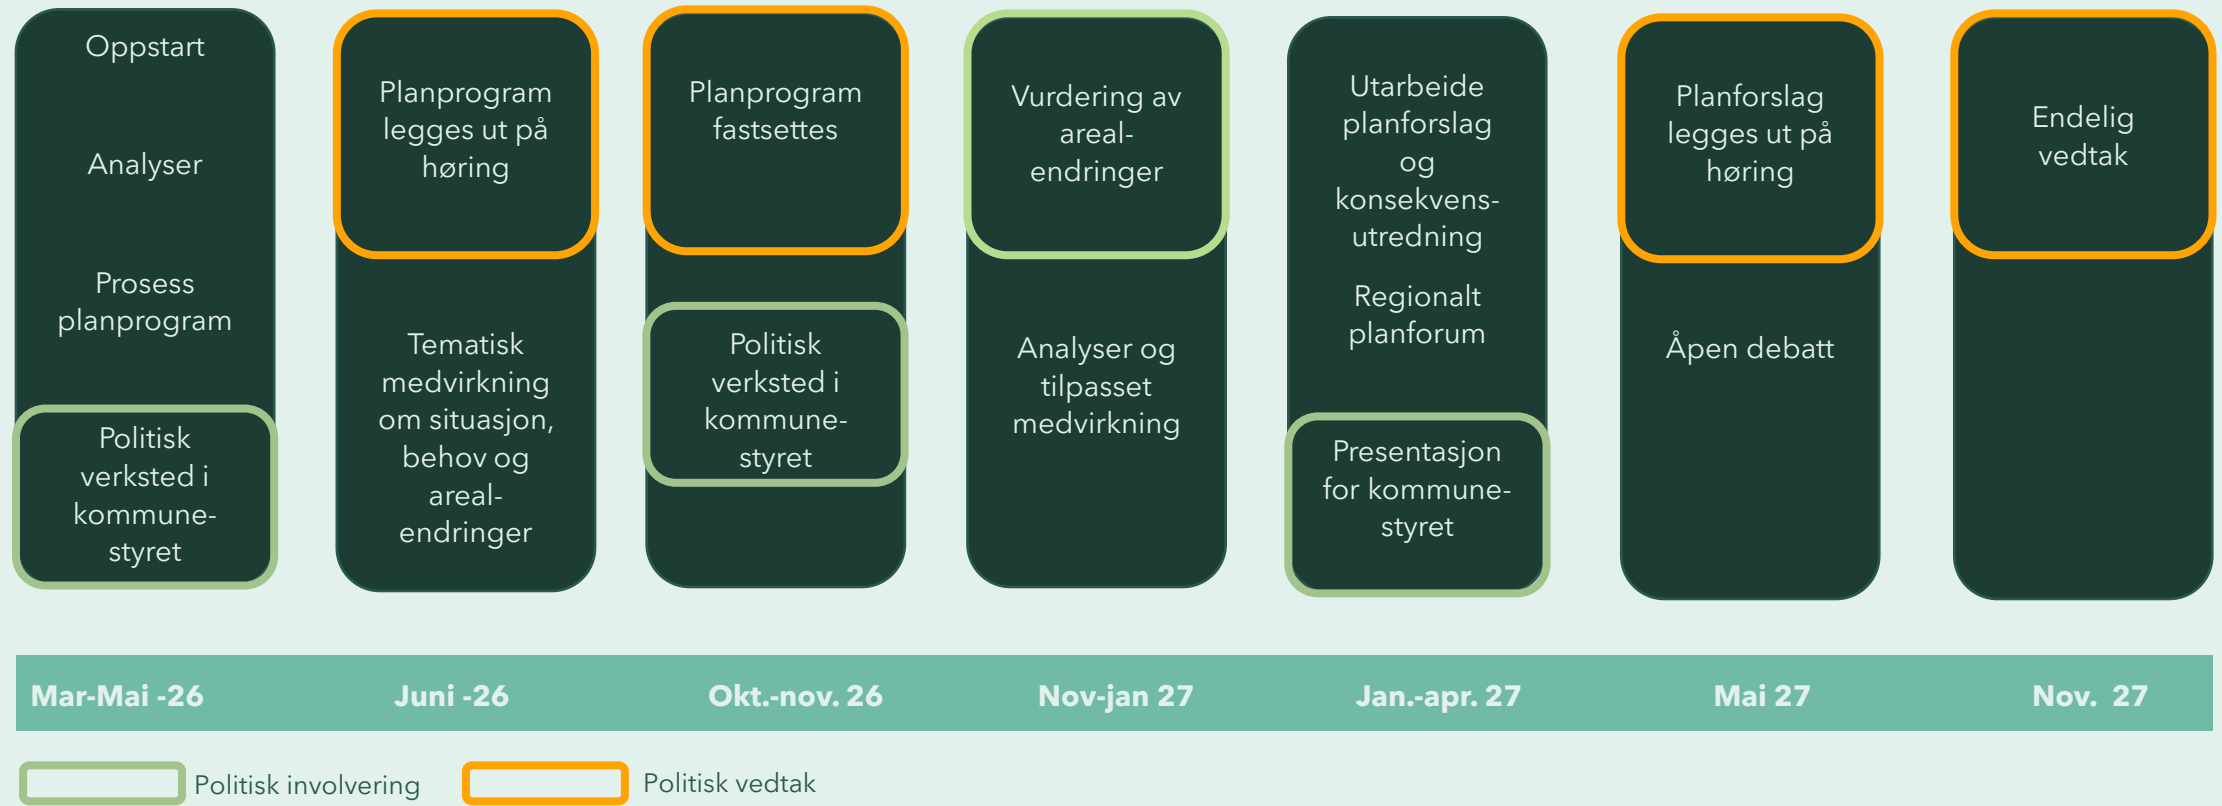 Oppstart
Analyser
Prosess
planprogram
Politisk
verksted i
kommune-
styret
Planprogram
legges ut på
høring
Tematisk
medvirkning
om situasjon,
behov og
areal-
endringer
Planprogram
fastsettes
Politisk
verksted i
kommune-
styret
Vurdering av
areal-
endringer
Analyser og
tilpasset
medvirkning
Utarbeide
planforslag
og
konsekvens-
utredning
Regionalt
planforum
Presentasjon
for kommune-
styret
Planforslag
legges ut på
høring
Åpen debatt
Endelig
vedtak
Mar-Mai -26
Juni -26
Okt.-nov. 26
Nov-jan 27
Jan.-apr. 27
Mai 27
Nov. 27
Politisk involvering
Politisk vedtak